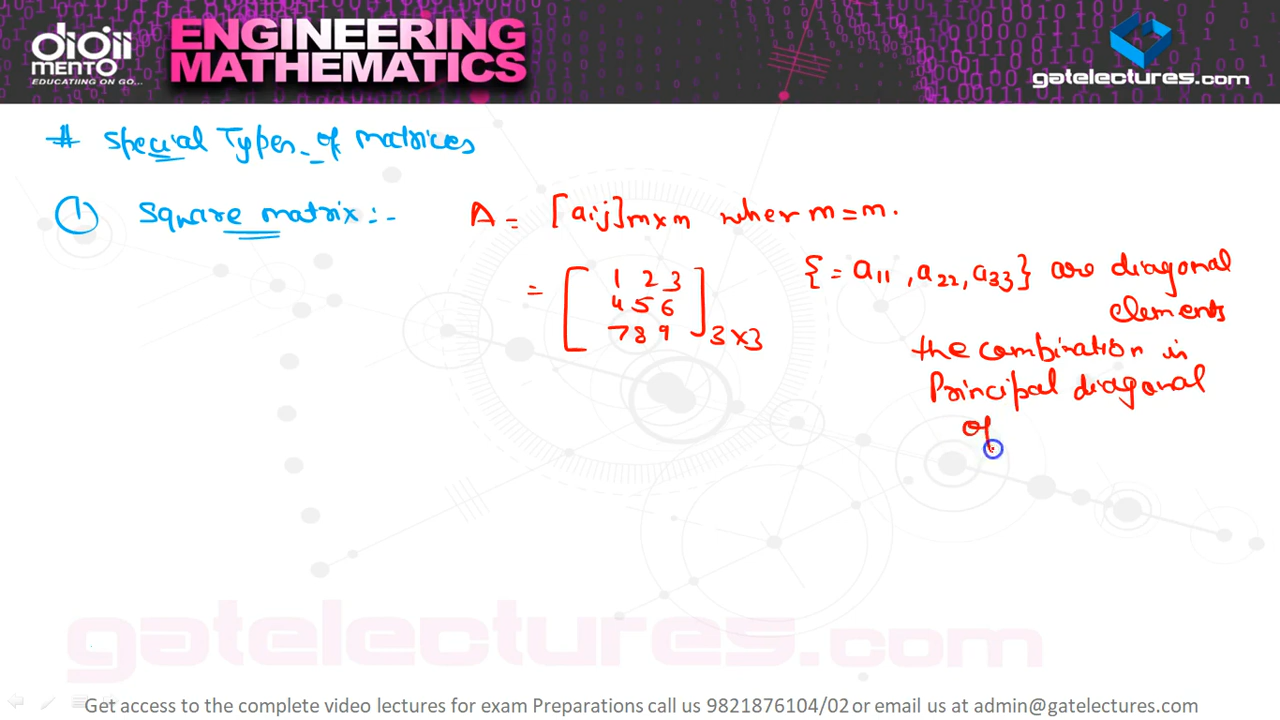 digii
MENTO
EDUCATIING ON GO...
ENGINEERING
MATHEMATICS
gatelectures.com
# Special Types of matrices
① Square matrix :- A = [aij]m×n where m = n.
= [ 1 2 3
4 5 6
7 8 9 ]3×3
{ = a11 , a22, a33} are diagonal
elements
the combination in
Principal diagonal
of
gatelectures.com
Get access to the complete video lectures for exam Preparations call us 9821876104/02 or email us at admin@gatelectures.com